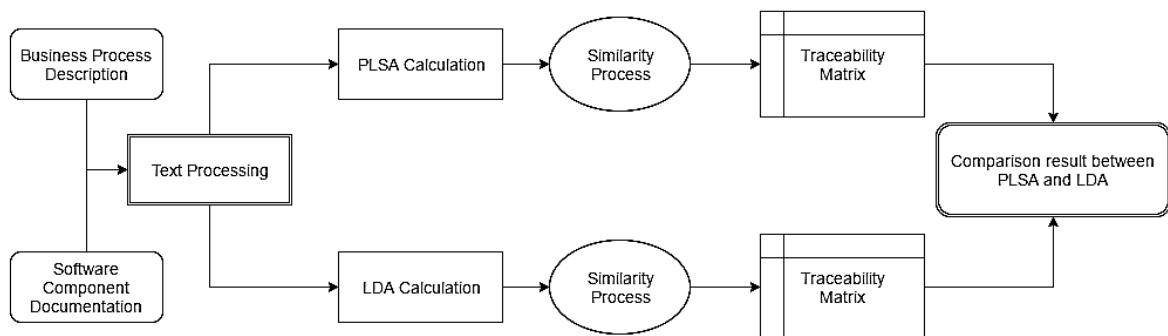 Business Process
Description
Software
Component
Documentation
Text Processing
PLSA Calculation
Similarity
Process
Traceability
Matrix
LDA Calculation
Similarity
Process
Traceability
Matrix
Comparison result between
PLSA and LDA